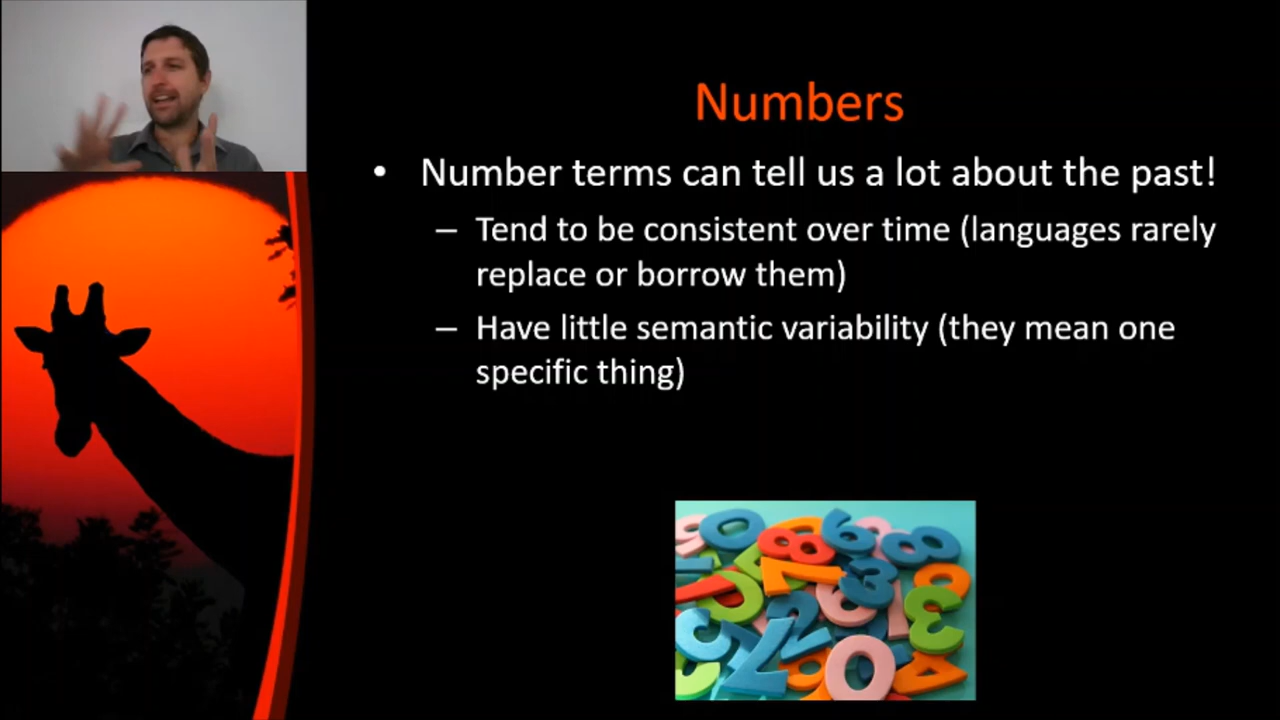 Numbers
• Number terms can tell us a lot about the past!
– Tend to be consistent over time (languages rarely
replace or borrow them)
– Have little semantic variability (they mean one
specific thing)